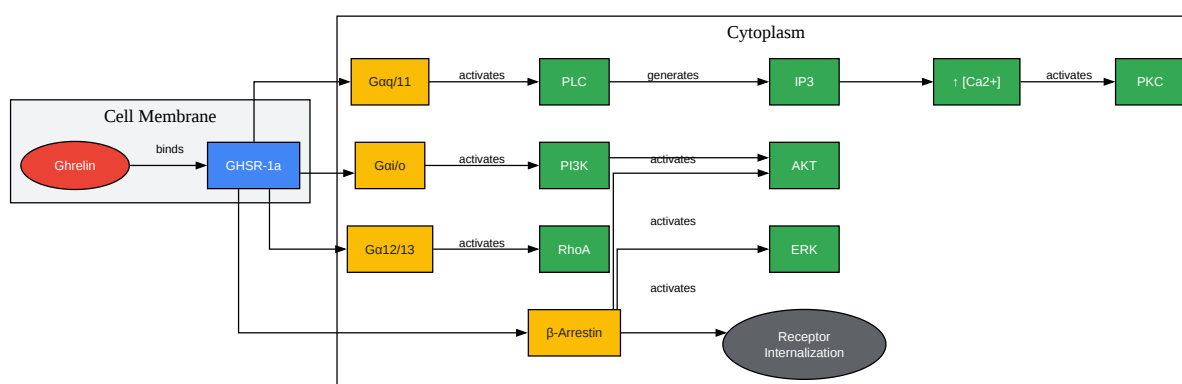 Cytoplasm
Gαq/11
activates
PLC
generates
IP3
↑ [Ca2+]
activates
PKC
Cell Membrane
Ghrelin
binds
GHSR-1a
Gαi/o
activates
PI3K
activates
AKT
Gα12/13
activates
RhoA
activates
ERK
activates
β-Arrestin
Receptor
Internalization